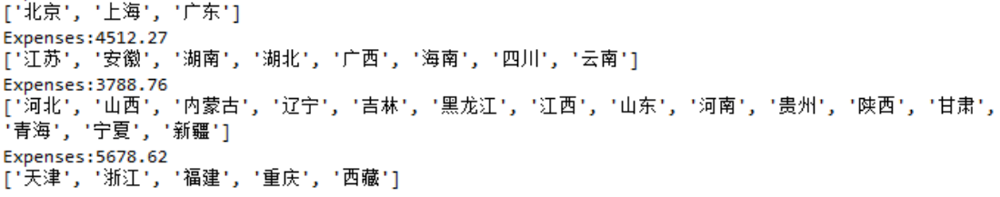 ['北京', '上海', '广东']
Expenses:4512.27
['江苏', '安徽', '湖南', '湖北', '广西', '海南', '四川', '云南']
Expenses:3788.76
['河北', '山西', '内蒙古', '辽宁', '吉林', '黑龙江', '江西', '山东', '河南', '贵州', '陕西', '甘肃',
'青海', '宁夏', '新疆']
Expenses:5678.62
['天津', '浙江', '福建', '重庆', '西藏']